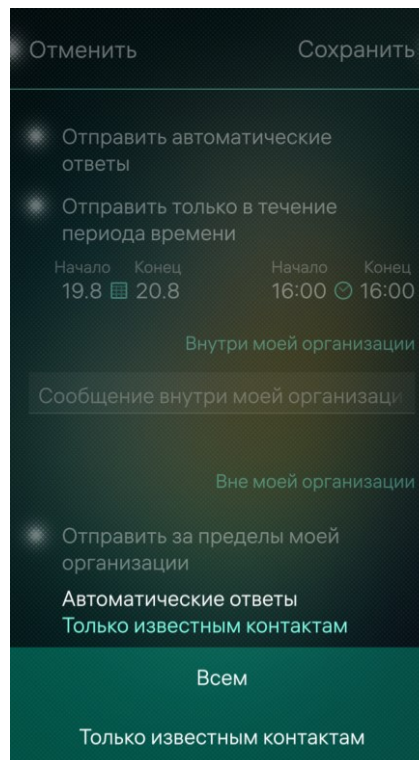 Отменить Сохранить
Отправить автоматические
ответы
Отправить только в течение
периода времени
Начало Конец Начало Конец
19.8 20.8 16:00 16:00
Внутри моей организации
Сообщение внутри моей организаци
Вне моей организации
Отправить за пределы моей
организации
Автоматические ответы
Только известным контактам
Всем
Только известным контактам